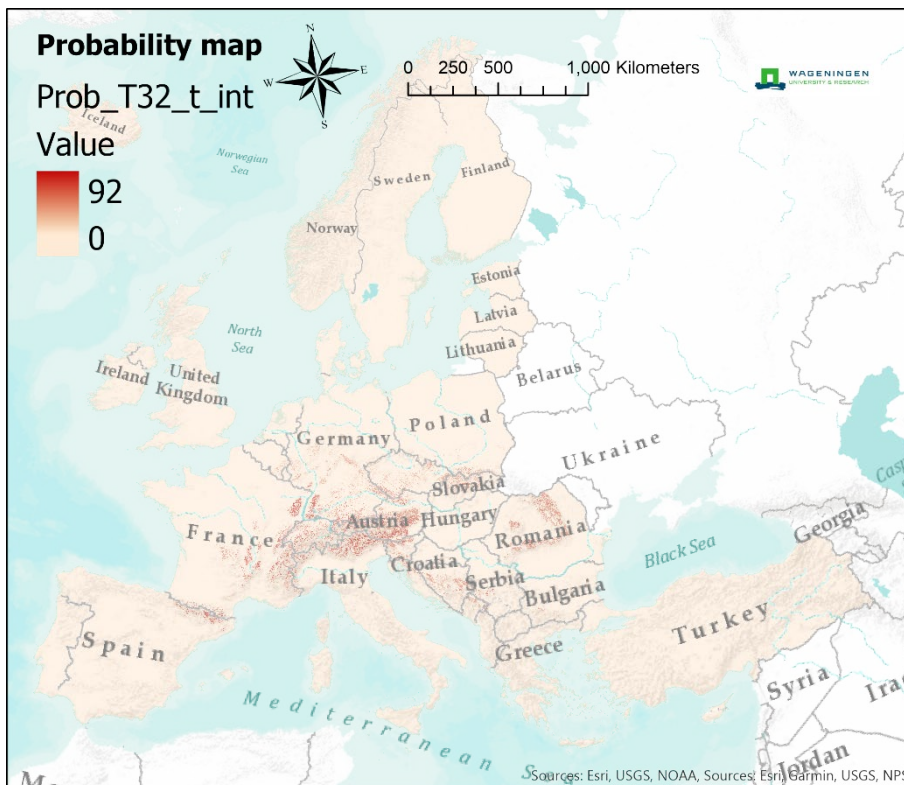 Probability map
Prob_T32_t_int
Value
92
0
N
W
E
S
0 250 500 1,000 Kilometers
WAGENINGEN
UNIVERSITY & RESEARCH
Iceland
Norwegian
Sea
Sweden
Finland
Norway
Estonia
Latvia
Lithuania
North
Sea
Ireland
United
Kingdom
Belarus
Poland
Germany
Ukraine
Slovakia
Austria
Hungary
France
Romania
Croatia
Italy
Serbia
Bulgaria
Black Sea
Georgia
Casp
Spain
Turkey
Greece
Syria
Iraq
Mediterranean Sea
Jordan
Sources: Esri, USGS, NOAA, Sources: Esri, Garmin, USGS, NPS